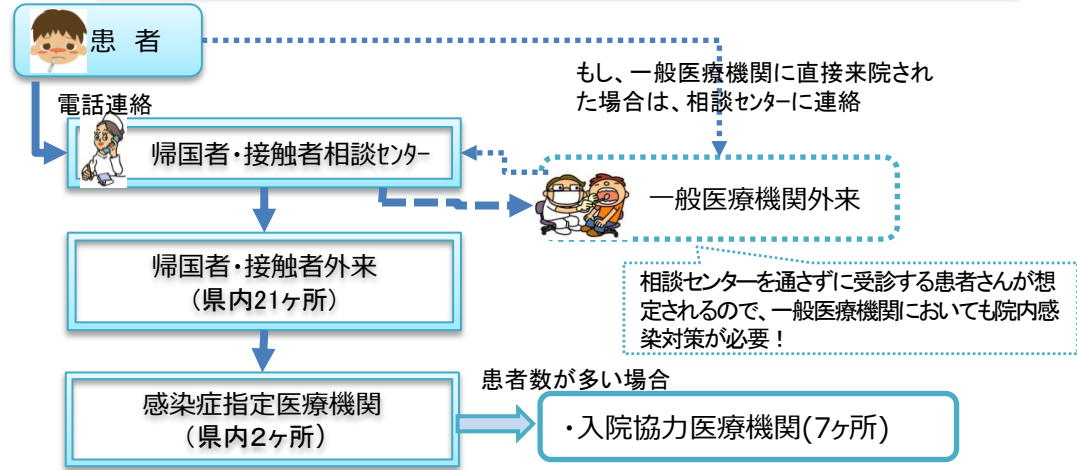 患 者
もし、一般医療機関に直接来院され
た場合は、相談センターに連絡
電話連絡
帰国者・接触者相談センター
一般医療機関外来
帰国者・接触者外来
（県内21ヶ所）
相談センターを通さずに受診する患者さんが想
定されるので、一般医療機関においても院内感
染対策が必要！
患者数が多い場合
感染症指定医療機関
（県内２ヶ所）
・入院協力医療機関(7ヶ所)